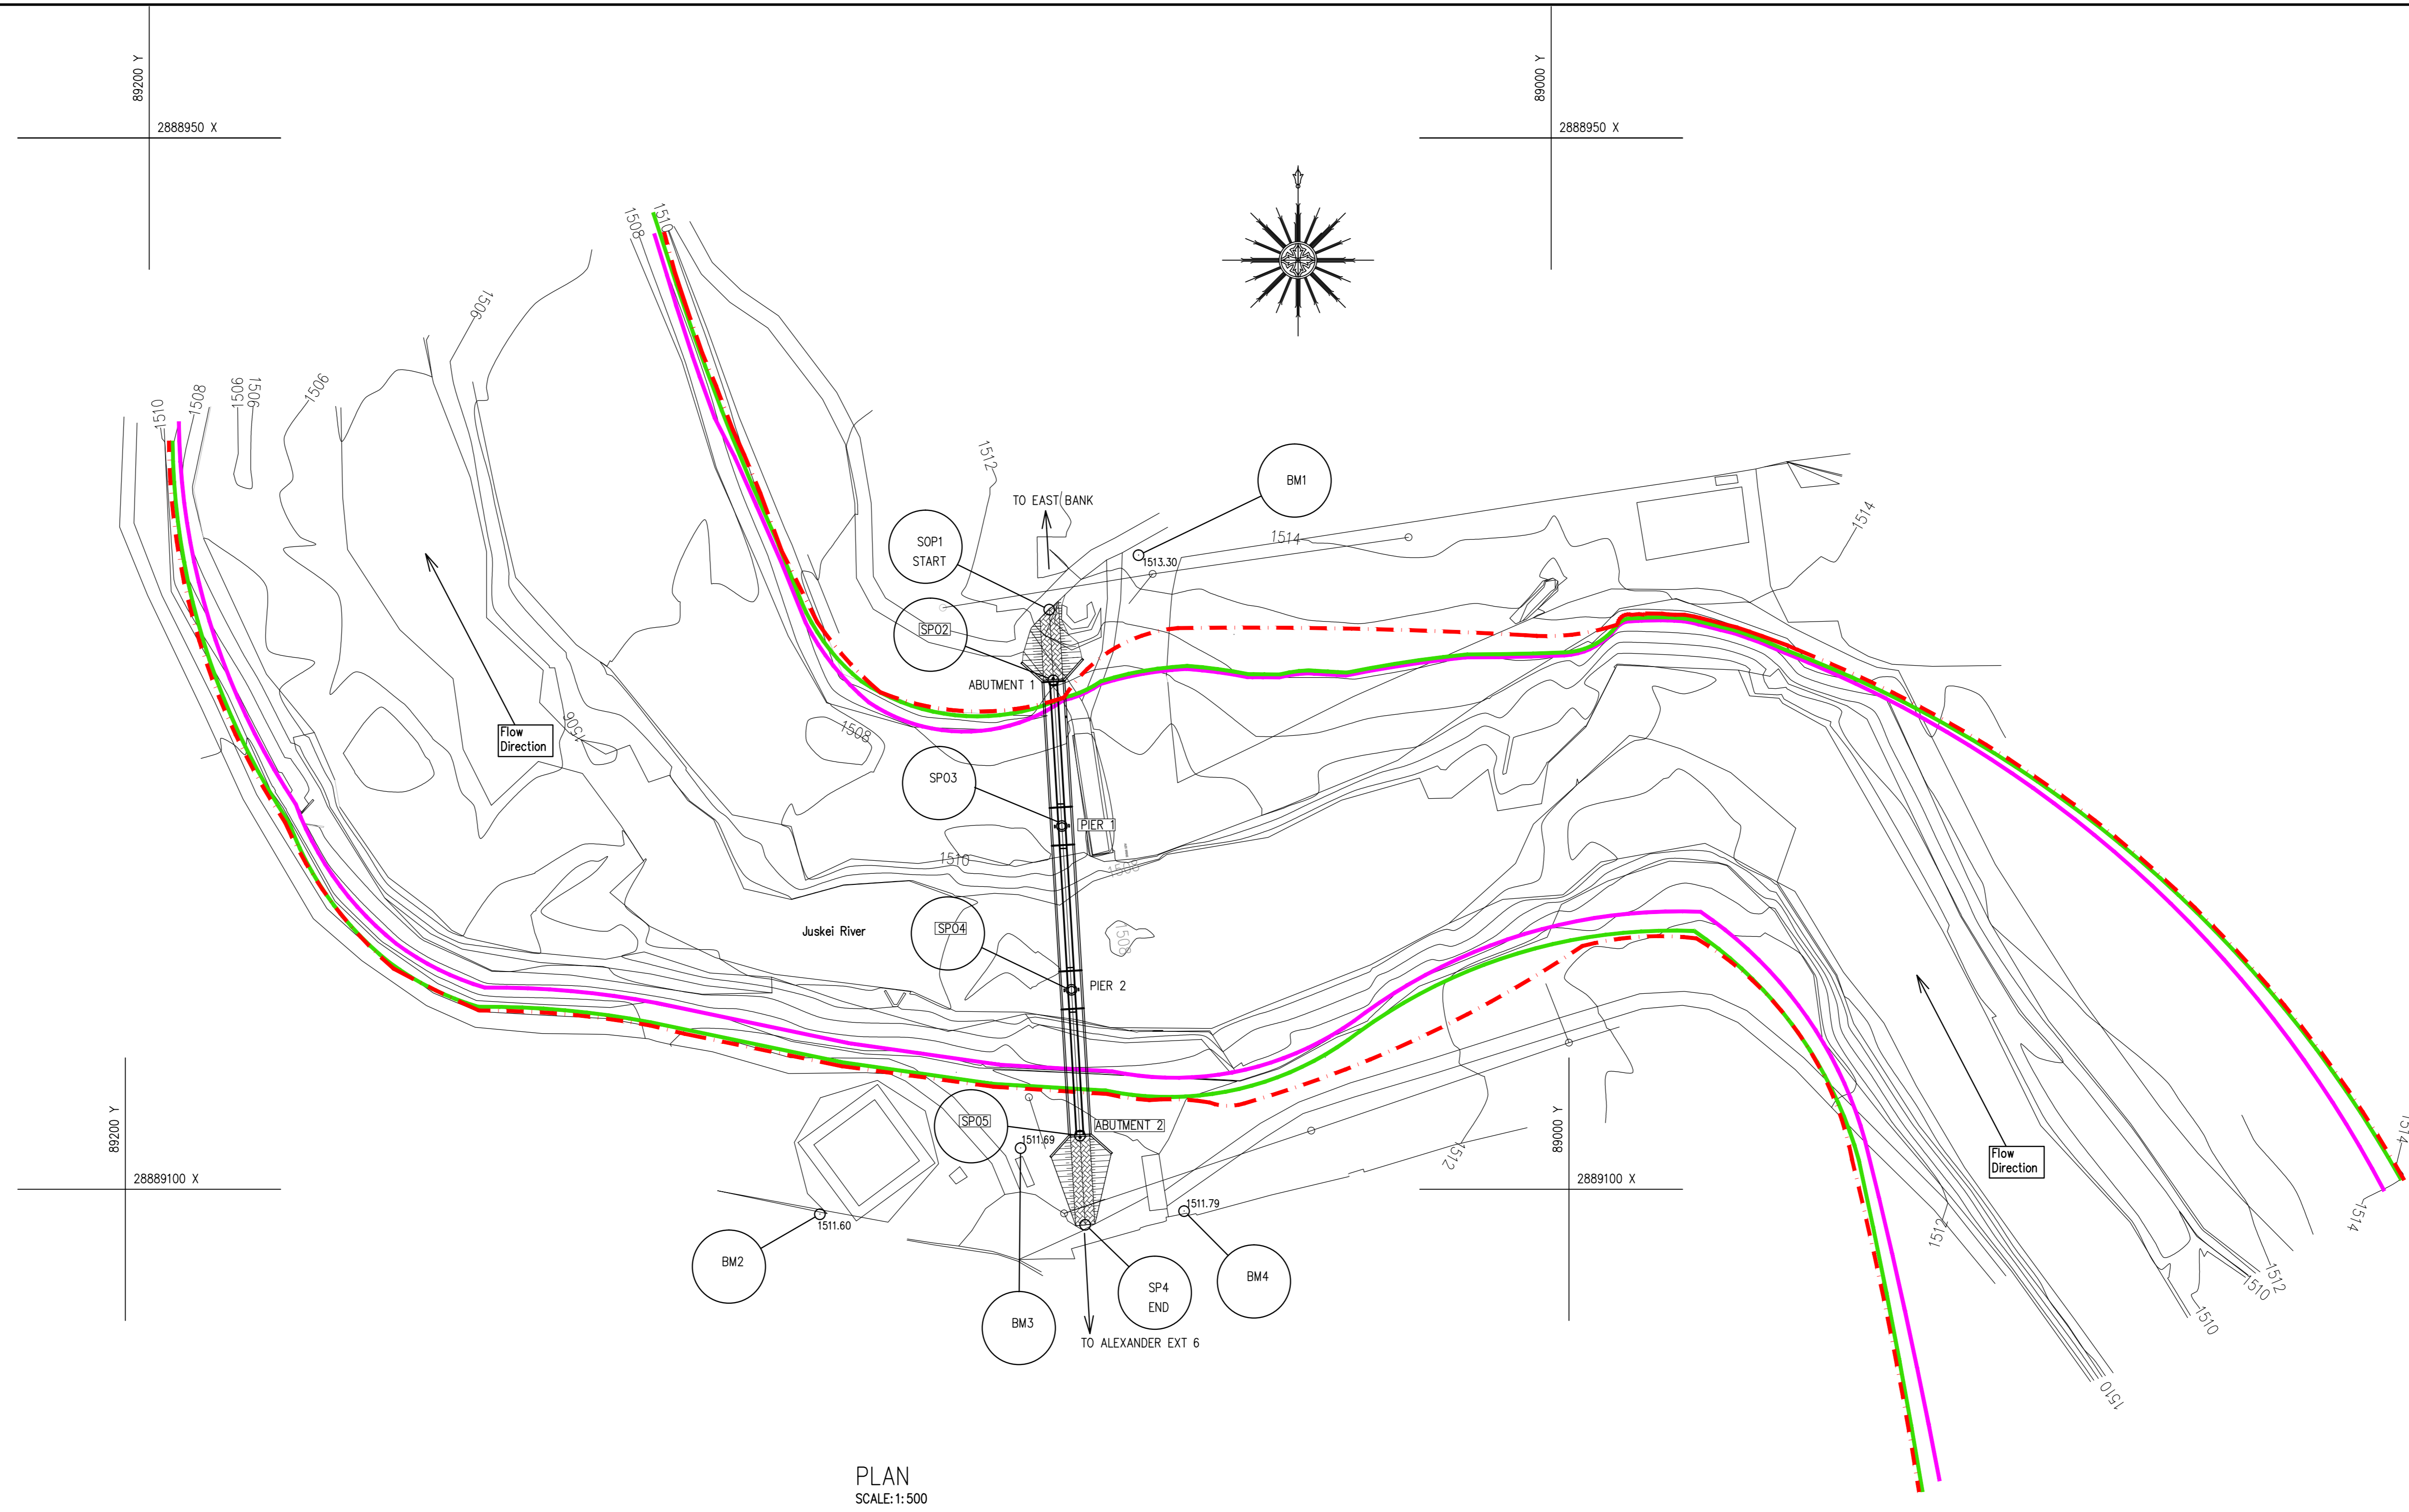 89200 Y
2888950 X
89000 Y
2888950 X
1508
1510
1506
1510
1508
1506
1506
1506
1512
TO EAST BANK
BM1
1513.30
1514
1514
SOP1
START
SP02
ABUTMENT 1
Flow
Direction
1506
1508
SP03
PIER 1
1510
1508
Juskei River
SP04
1508
PIER 2
89200 Y
28889100 X
SP05
ABUTMENT 2
1511.69
1511.60
1511.79
BM2
BM3
SP4
END
BM4
TO ALEXANDER EXT 6
1512
89000 Y
2889100 X
Flow
Direction
1514
1514
1512
1512
1510
1510
1510
PLAN
SCALE:1:500